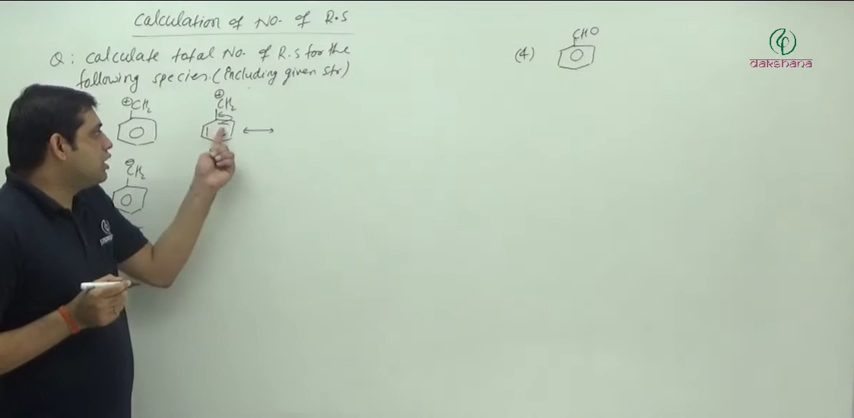 Calculation of No. of R.S
Q: Calculate total No. of R.S for the
following species (Including given str)
⊕CH2
⊕
CH2
⊖
CH2
(4)
CHO
dakshana